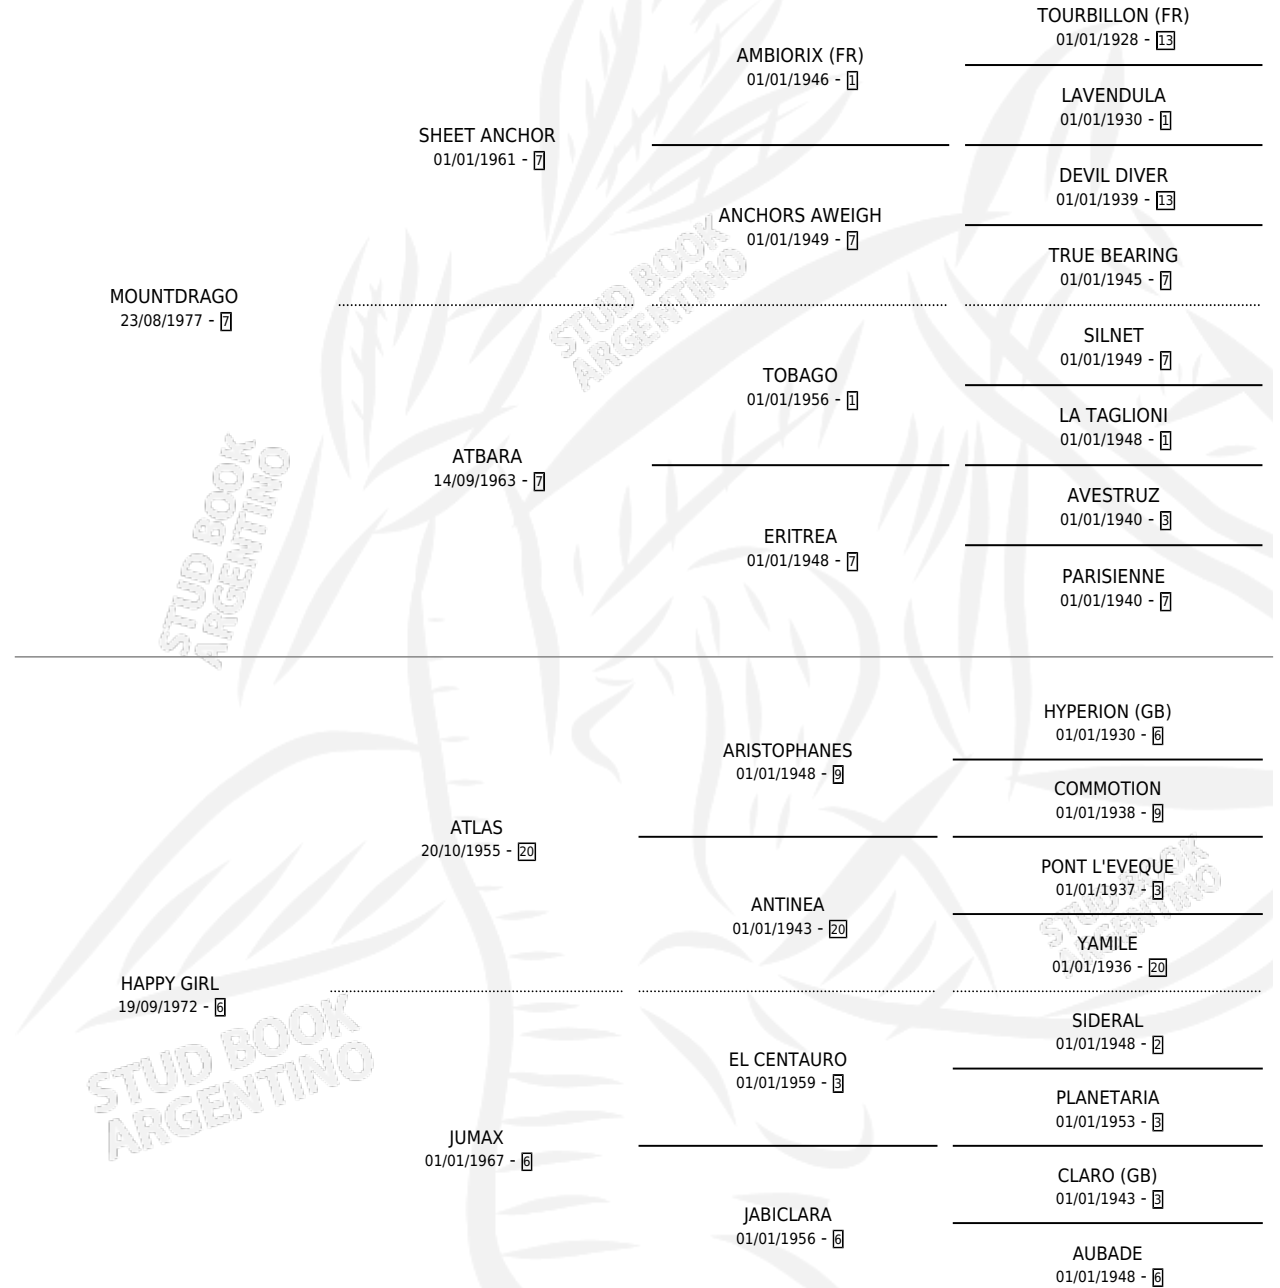 TOURBILLON (FR)
01/01/1928 - 13
AMBIORIX (FR)
01/01/1946 - 1
LAVENDULA
01/01/1930 - 1
SHEET ANCHOR
01/01/1961 - 7
DEVIL DIVER
01/01/1939 - 13
ANCHORS AWEIGH
01/01/1949 - 7
TRUE BEARING
01/01/1945 - 7
MOUNTDRAGO
23/08/1977 - 7
STUD BOOK
ARGENTINO
SILNET
01/01/1949 - 7
TOBAGO
01/01/1956 - 1
LA TAGLIONI
01/01/1948 - 1
ATBARA
14/09/1963 - 7
AVESTRUZ
01/01/1940 - 3
ERITREA
01/01/1948 - 7
PARISIENNE
01/01/1940 - 7
STUD BOOK
ARGENTINO
HYPERION (GB)
01/01/1930 - 6
ARISTOPHANES
01/01/1948 - 9
COMMOTION
01/01/1938 - 9
ATLAS
20/10/1955 - 20
PONT L'EVEQUE
01/01/1937 - 3
ANTINEA
01/01/1943 - 20
YAMILE
01/01/1936 - 20
STUD BOOK
ARGENTINO
HAPPY GIRL
19/09/1972 - 6
SIDERAL
01/01/1948 - 2
EL CENTAURO
01/01/1959 - 3
PLANETARIA
01/01/1953 - 3
STUD BOOK
ARGENTINO
JUMAX
01/01/1967 - 6
CLARO (GB)
01/01/1943 - 3
JABICLARA
01/01/1956 - 6
AUBADE
01/01/1948 - 6